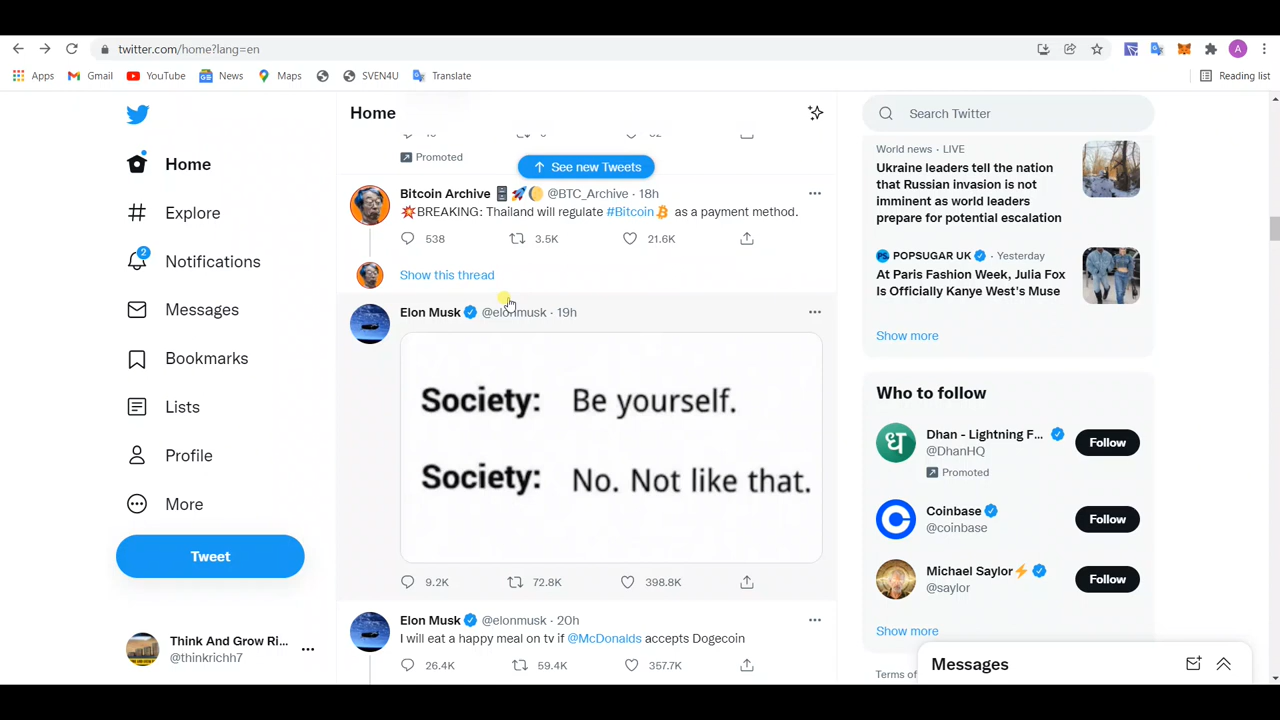 twitter.com/home?lang=en
A
Apps
Gmail
YouTube
News
Maps
SVEN4U
Translate
Reading list
Home
Explore
2
Notifications
Messages
Bookmarks
Lists
Profile
More
Tweet
Think And Grow Ri...
@thinkrichh7
Home
Promoted
See new Tweets
Bitcoin Archive @BTC_Archive · 18h
BREAKING: Thailand will regulate #Bitcoin as a payment method.
538 3.5K 21.6K
Show this thread
Elon Musk @elonmusk · 19h
Society: Be yourself.
Society: No. Not like that.
9.2K 72.8K 398.8K
Elon Musk @elonmusk · 20h
I will eat a happy meal on tv if @McDonalds accepts Dogecoin
26.4K 59.4K 357.7K
Search Twitter
World news · LIVE
Ukraine leaders tell the nation
that Russian invasion is not
imminent as world leaders
prepare for potential escalation
POPSUGAR UK · Yesterday
At Paris Fashion Week, Julia Fox
Is Officially Kanye West's Muse
Show more
Who to follow
Dhan - Lightning F...
@DhanHQ
Promoted
Follow
Coinbase
@coinbase
Follow
Michael Saylor
@saylor
Follow
Show more
Terms of
Messages